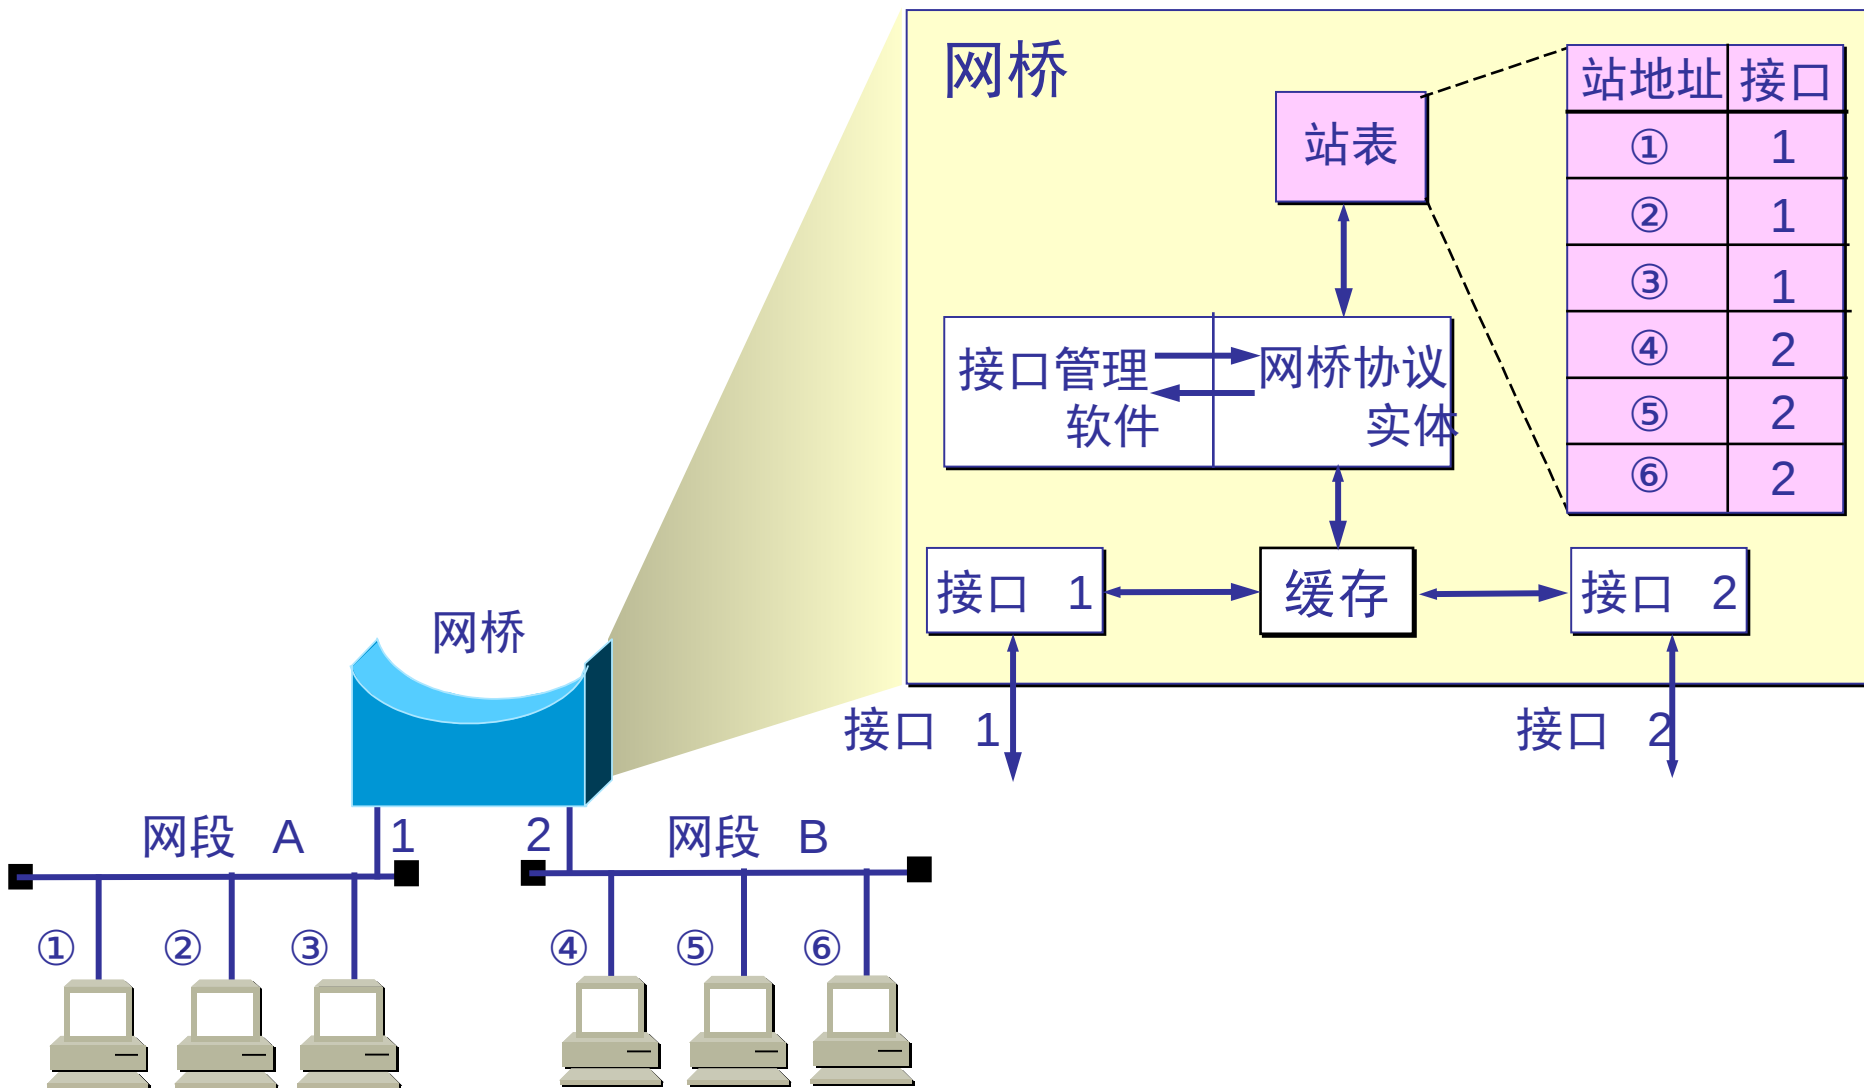 网桥
站表
站地址 接口
① 1
② 1
③ 1
④ 2
⑤ 2
⑥ 2
接口管理
软件
网桥协议
实体
接口 1
缓存
接口 2
接口 1
接口 2
网桥
网段 A
1
2
网段 B
①
②
③
④
⑤
⑥